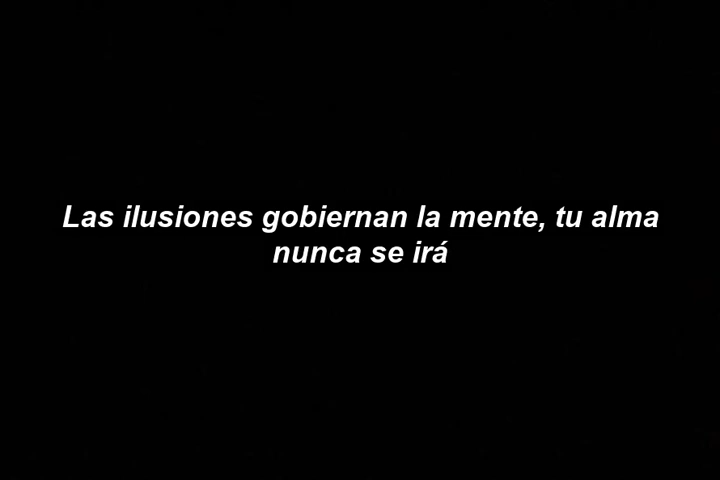 Las ilusiones gobiernan la mente, tu alma
nunca se irá